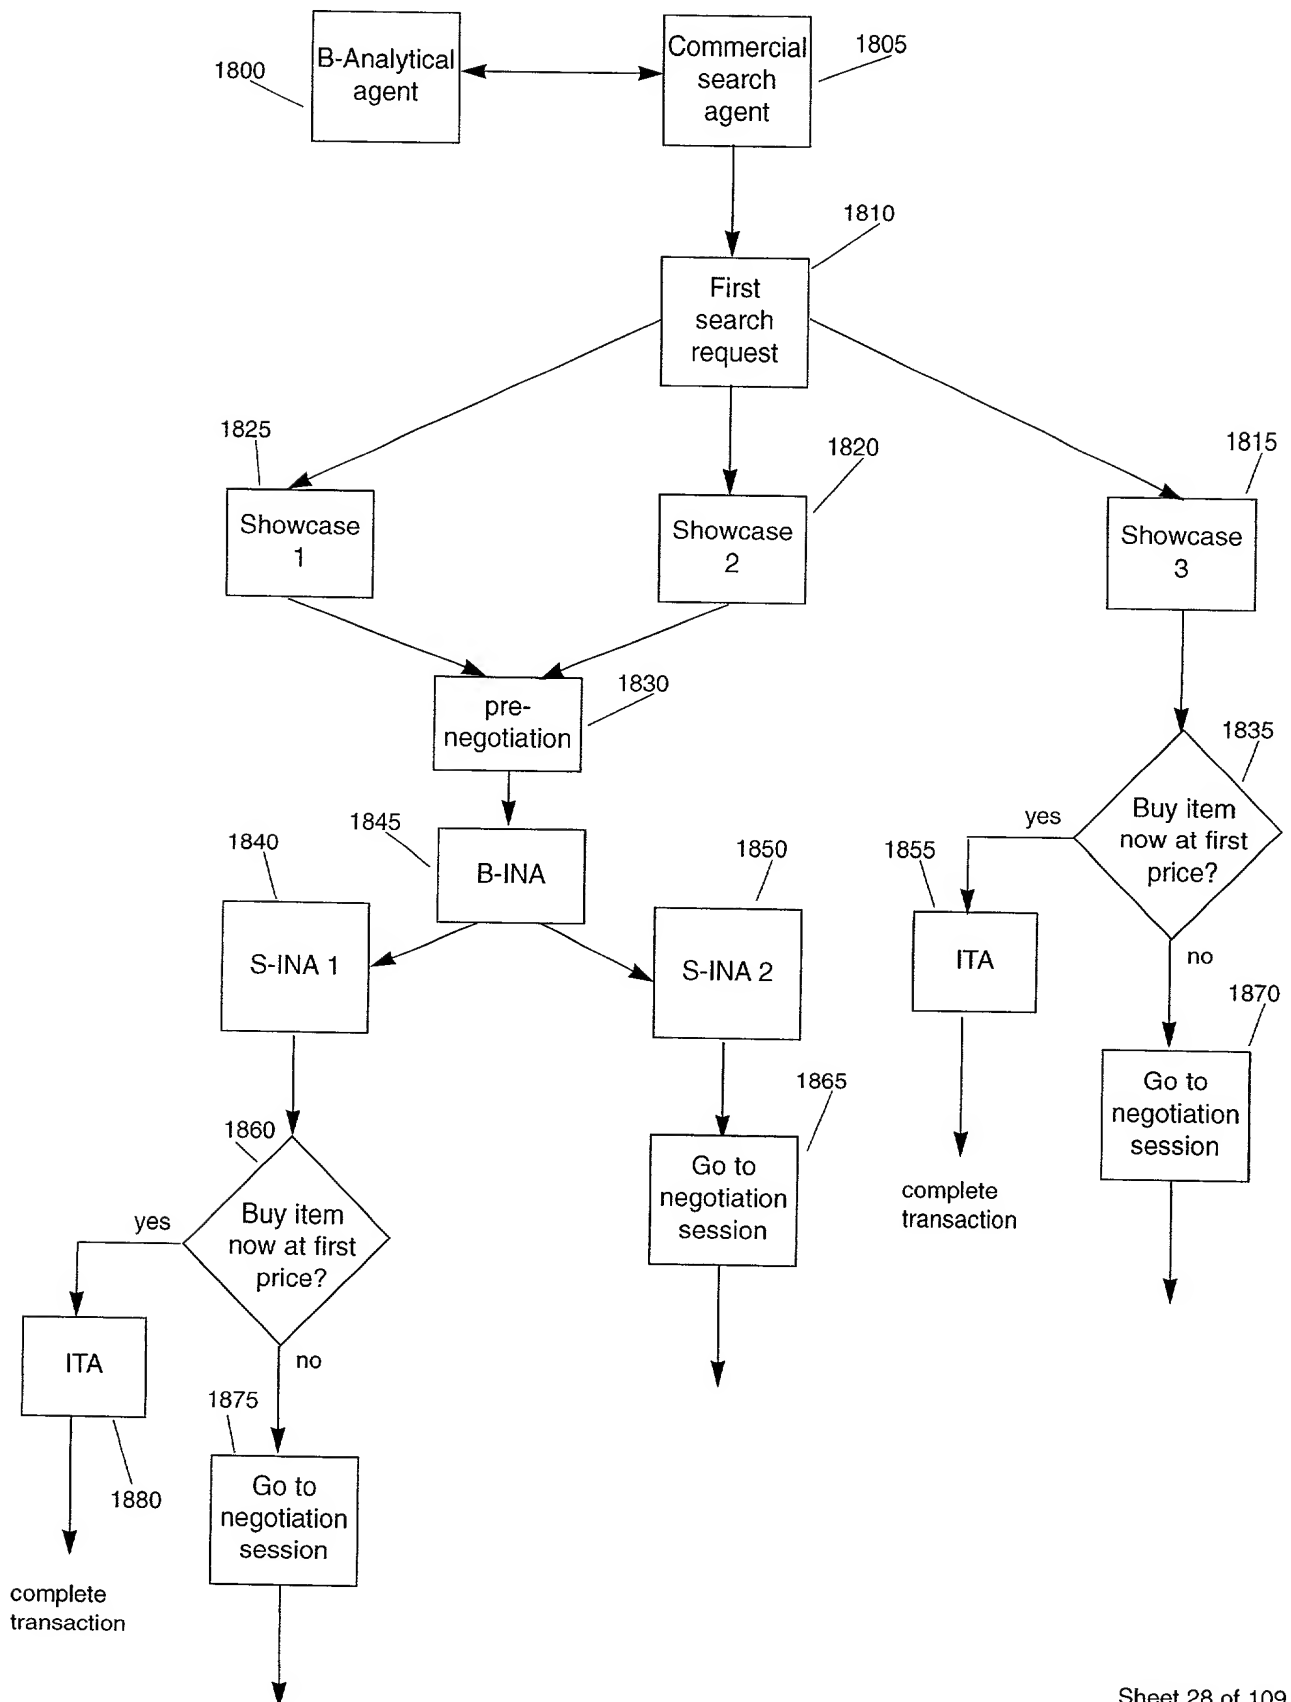 B-Analytical
agent
1800
Commercial
search
agent
1805
1810
First
search
request
1825
1820
1815
Showcase
1
Showcase
2
Showcase
3
1830
pre-
negotiation
1835
Buy item
now at first
price?
yes
no
1840
1845
1850
1855
B-INA
S-INA 1
S-INA 2
ITA
1870
Go to
negotiation
session
complete
transaction
1860
1865
Buy item
now at first
price?
Go to
negotiation
session
yes
no
ITA
1875
1880
Go to
negotiation
session
complete
transaction
Sheet 28 of 109